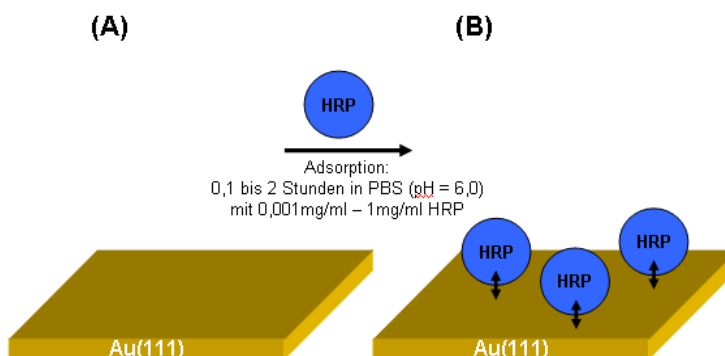 (A)
(B)
HRP
Adsorption:
0,1 bis 2 Stunden in PBS (pH = 6,0)
mit 0,001mg/ml – 1mg/ml HRP
HRP
HRP
HRP
Au(111)
Au(111)